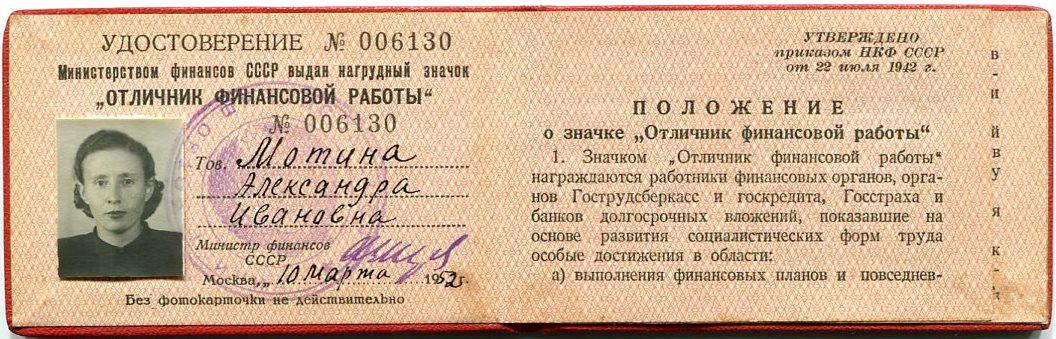 УДОСТОВЕРЕНИЕ № 006130
Министерством финансов СССР выдан нагрудный значок
„ОТЛИЧНИК ФИНАНСОВОЙ РАБОТЫ“
№ 006130
Тов. Мотина
Александра
Ивановна
Министр финансов
СССР
Москва, „10 марта 1952г.
Без фотокарточки не действительно
УТВЕРЖДЕНО
приказом НКФ СССР
от 22 июля 1942 г.
ПОЛОЖЕНИЕ
о значке „Отличник финансовой работы“
1. Значком „Отличник финансовой работы“
награждаются работники финансовых органов, орга-
нов Гострудсберкасс и госкредита, Госстраха и
банков долгосрочных вложений, показавшие на
основе развития социалистических форм труда
особые достижения в области:
а) выполнения финансовых планов и повседнев-